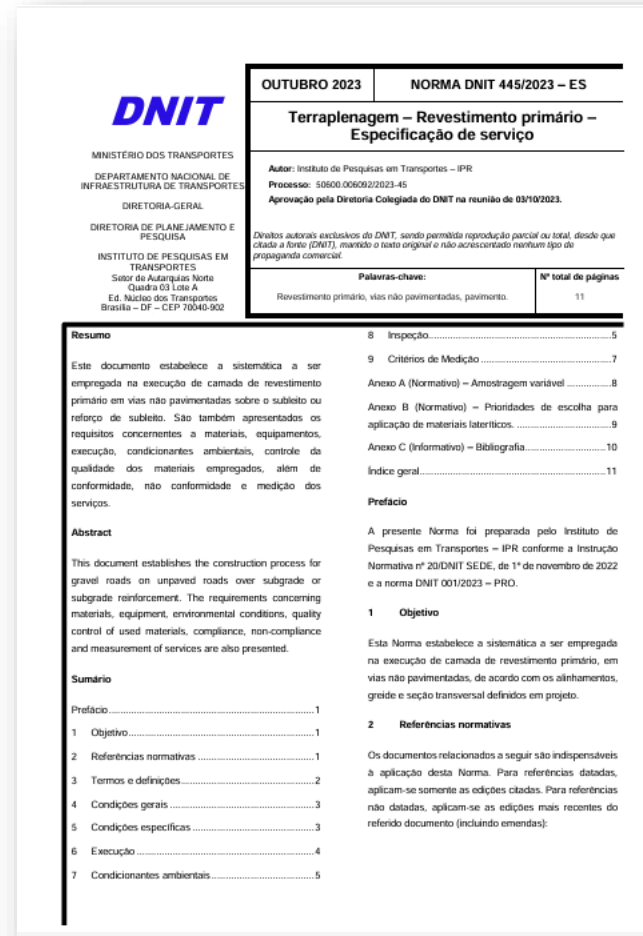 DNIT
MINISTÉRIO DOS TRANSPORTES
DEPARTAMENTO NACIONAL DE
INFRAESTRUTURA DE TRANSPORTES
DIRETORIA-GERAL
DIRETORIA DE PLANEJAMENTO E
PESQUISA
INSTITUTO DE PESQUISAS EM
TRANSPORTES
Setor de Autarquias Norte
Quadra 03 Lote A
Ed. Núcleo dos Transportes
Brasília – DF – CEP 70040-902
OUTUBRO 2023
NORMA DNIT 445/2023 – ES
Terraplenagem – Revestimento primário –
Especificação de serviço
Autor: Instituto de Pesquisas em Transportes – IPR
Processo: 50600.006092/2023-45
Aprovação pela Diretoria Colegiada do DNIT na reunião de 03/10/2023.
Direitos autorais exclusivos do DNIT, sendo permitida reprodução parcial ou total, desde que
citada a fonte (DNIT), mantido o texto original e não acrescentado nenhum tipo de
propaganda comercial.
Palavras-chave:
Revestimento primário, vias não pavimentadas, pavimento.
Nº total de páginas
11
Resumo
Este documento estabelece a sistemática a ser
empregada na execução de camada de revestimento
primário em vias não pavimentadas sobre o subleito ou
reforço de subleito. São também apresentados os
requisitos concernentes a materiais, equipamentos,
execução, condicionantes ambientais, controle da
qualidade dos materiais empregados, além de
conformidade, não conformidade e medição dos
serviços.
Abstract
This document establishes the construction process for
gravel roads on unpaved roads over subgrade or
subgrade reinforcement. The requirements concerning
materials, equipment, environmental conditions, quality
control of used materials, compliance, non-compliance
and measurement of services are also presented.
Sumário
Prefácio....................1
1 Objetivo....................1
2 Referências normativas....................1
3 Termos e definições....................2
4 Condições gerais....................3
5 Condições específicas....................3
6 Execução....................4
7 Condicionantes ambientais....................5
8 Inspeção....................5
9 Critérios de Medição....................7
Anexo A (Normativo) – Amostragem variável....................8
Anexo B (Normativo) – Prioridades de escolha para
aplicação de materiais lateríticos. ....................9
Anexo C (Informativo) – Bibliografia....................10
Índice geral....................11
Prefácio
A presente Norma foi preparada pelo Instituto de
Pesquisas em Transportes – IPR conforme a Instrução
Normativa nº 20/DNIT SEDE, de 1º de novembro de 2022
e a norma DNIT 001/2023 – PRO.
1 Objetivo
Esta Norma estabelece a sistemática a ser empregada
na execução de camada de revestimento primário, em
vias não pavimentadas, de acordo com os alinhamentos,
greide e seção transversal definidos em projeto.
2 Referências normativas
Os documentos relacionados a seguir são indispensáveis
à aplicação desta Norma. Para referências datadas,
aplicam-se somente as edições citadas. Para referências
não datadas, aplicam-se as edições mais recentes do
referido documento (incluindo emendas):